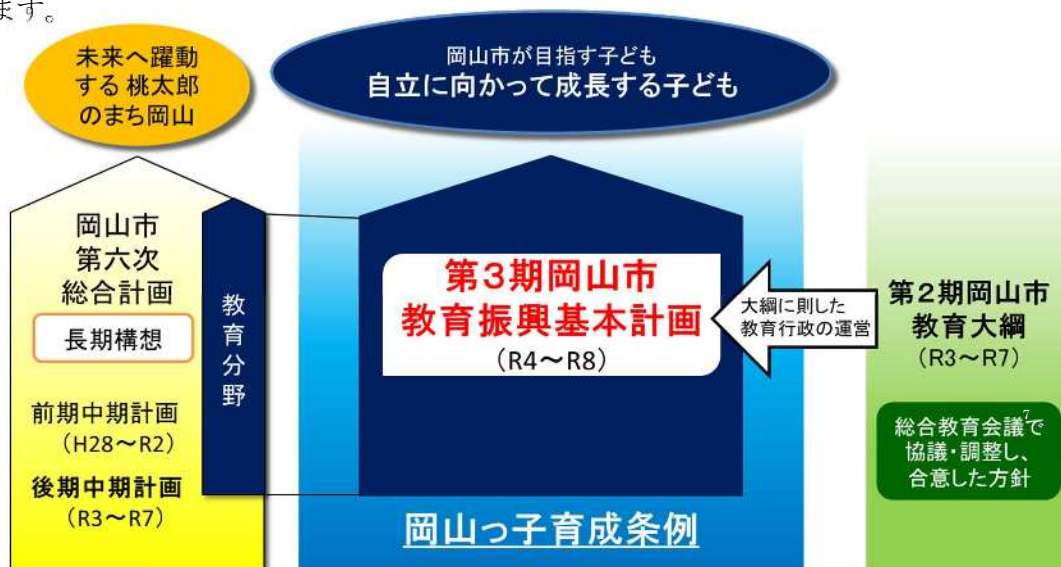 ます。
未来へ躍動
する 桃太郎
のまち岡山
岡山市が目指す子ども
自立に向かって成長する子ども
岡山市
第六次
総合計画
長期構想
前期中期計画
(H28~R2)
後期中期計画
(R3~R7)
教育分野
第3期岡山市
教育振興基本計画
(R4~R8)
大綱に則した
教育行政の運営
第2期岡山市
教育大綱
(R3~R7)
総合教育会議7で
協議・調整し、
合意した方針
岡山っ子育成条例